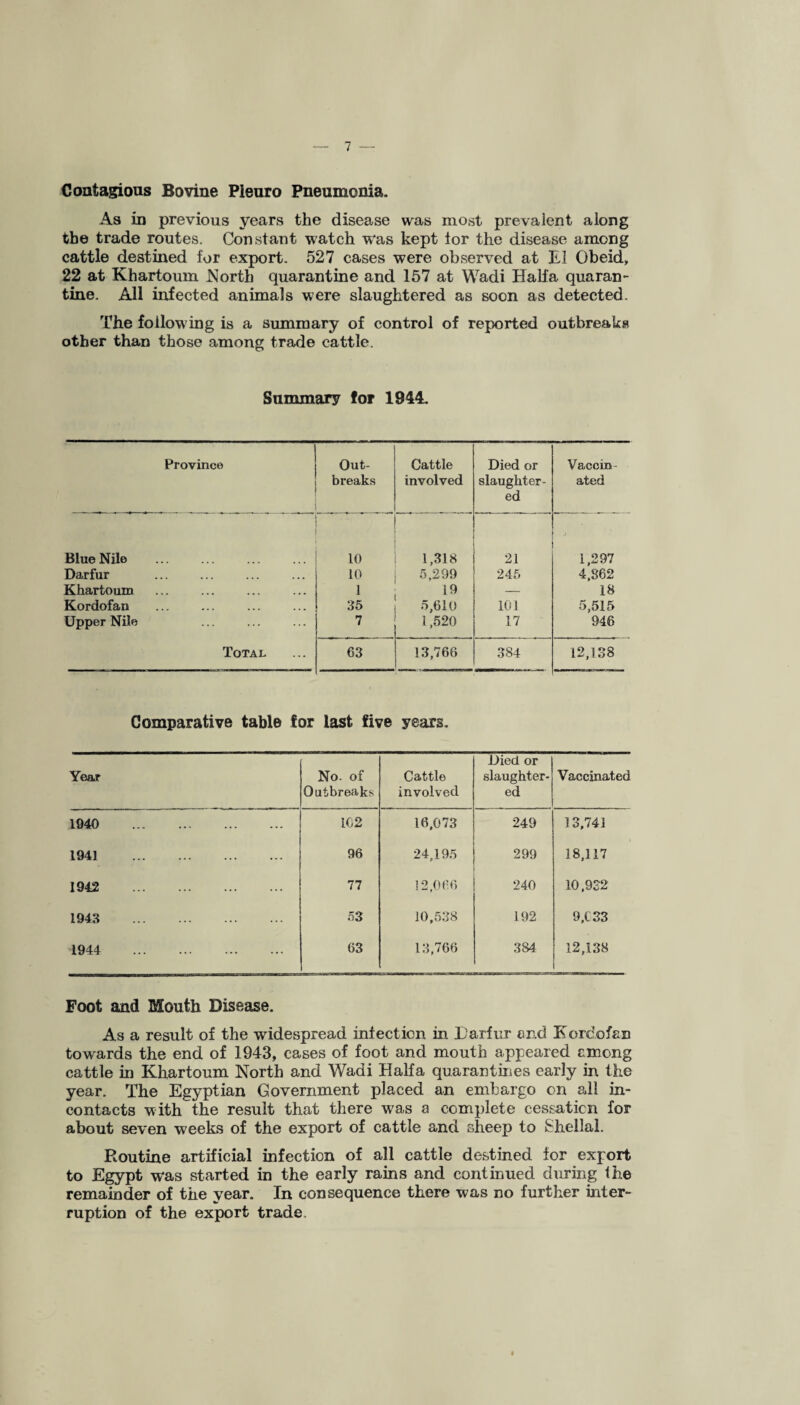 — 7 —
Contagious Bovine Pleuro Pneumonia.
As in previous years the disease was most prevalent along
the trade routes. Constant watch was kept for the disease among
cattle destined for export. 527 cases were observed at El Obeid,
22 at Khartoum North quarantine and 157 at Wadi Halfa quaran-
tine. All infected animals were slaughtered as soon as detected.
The following is a summary of control of reported outbreaks
other than those among trade cattle.
Summary for 1944.
Province Out- Cattle Died or Vaccin-
breaks involved slaughter- ated
ed
Blue Nile ... ... ... ... 10 1,318 21 1,297
Darfur ... ... ... ... 10 5,299 245 4,362
Khartoum ... ... ... ... 1 19 — 18
Kordofan ... ... ... ... 35 5,610 101 5,515
Upper Nile ... ... ... 7 1,520 17 946
Total ... 63 13,766 384 12,138
Comparative table for last five years.
Died or
Year No. of Cattle slaughter- Vaccinated
Outbreaks involved ed
1940 ... ... ... ... 102 16,073 249 13,741
1941 ... ... ... ... 96 24,195 299 18,117
1942 ... ... ... ... 77 12,066 240 10,932
1943 ... ... ... ... 53 10,538 192 9,033
1944 ... ... ... ... 63 13,766 384 12,138
Foot and Mouth Disease.
As a result of the widespread infection in Darfur and Kordofan
towards the end of 1943, cases of foot and mouth appeared among
cattle in Khartoum North and Wadi Halfa quarantines early in the
year. The Egyptian Government placed an embargo on all in-
contacts with the result that there was a complete cessation for
about seven weeks of the export of cattle and sheep to Shellal.
Routine artificial infection of all cattle destined for export
to Egypt was started in the early rains and continued during the
remainder of the year. In consequence there was no further inter-
ruption of the export trade.